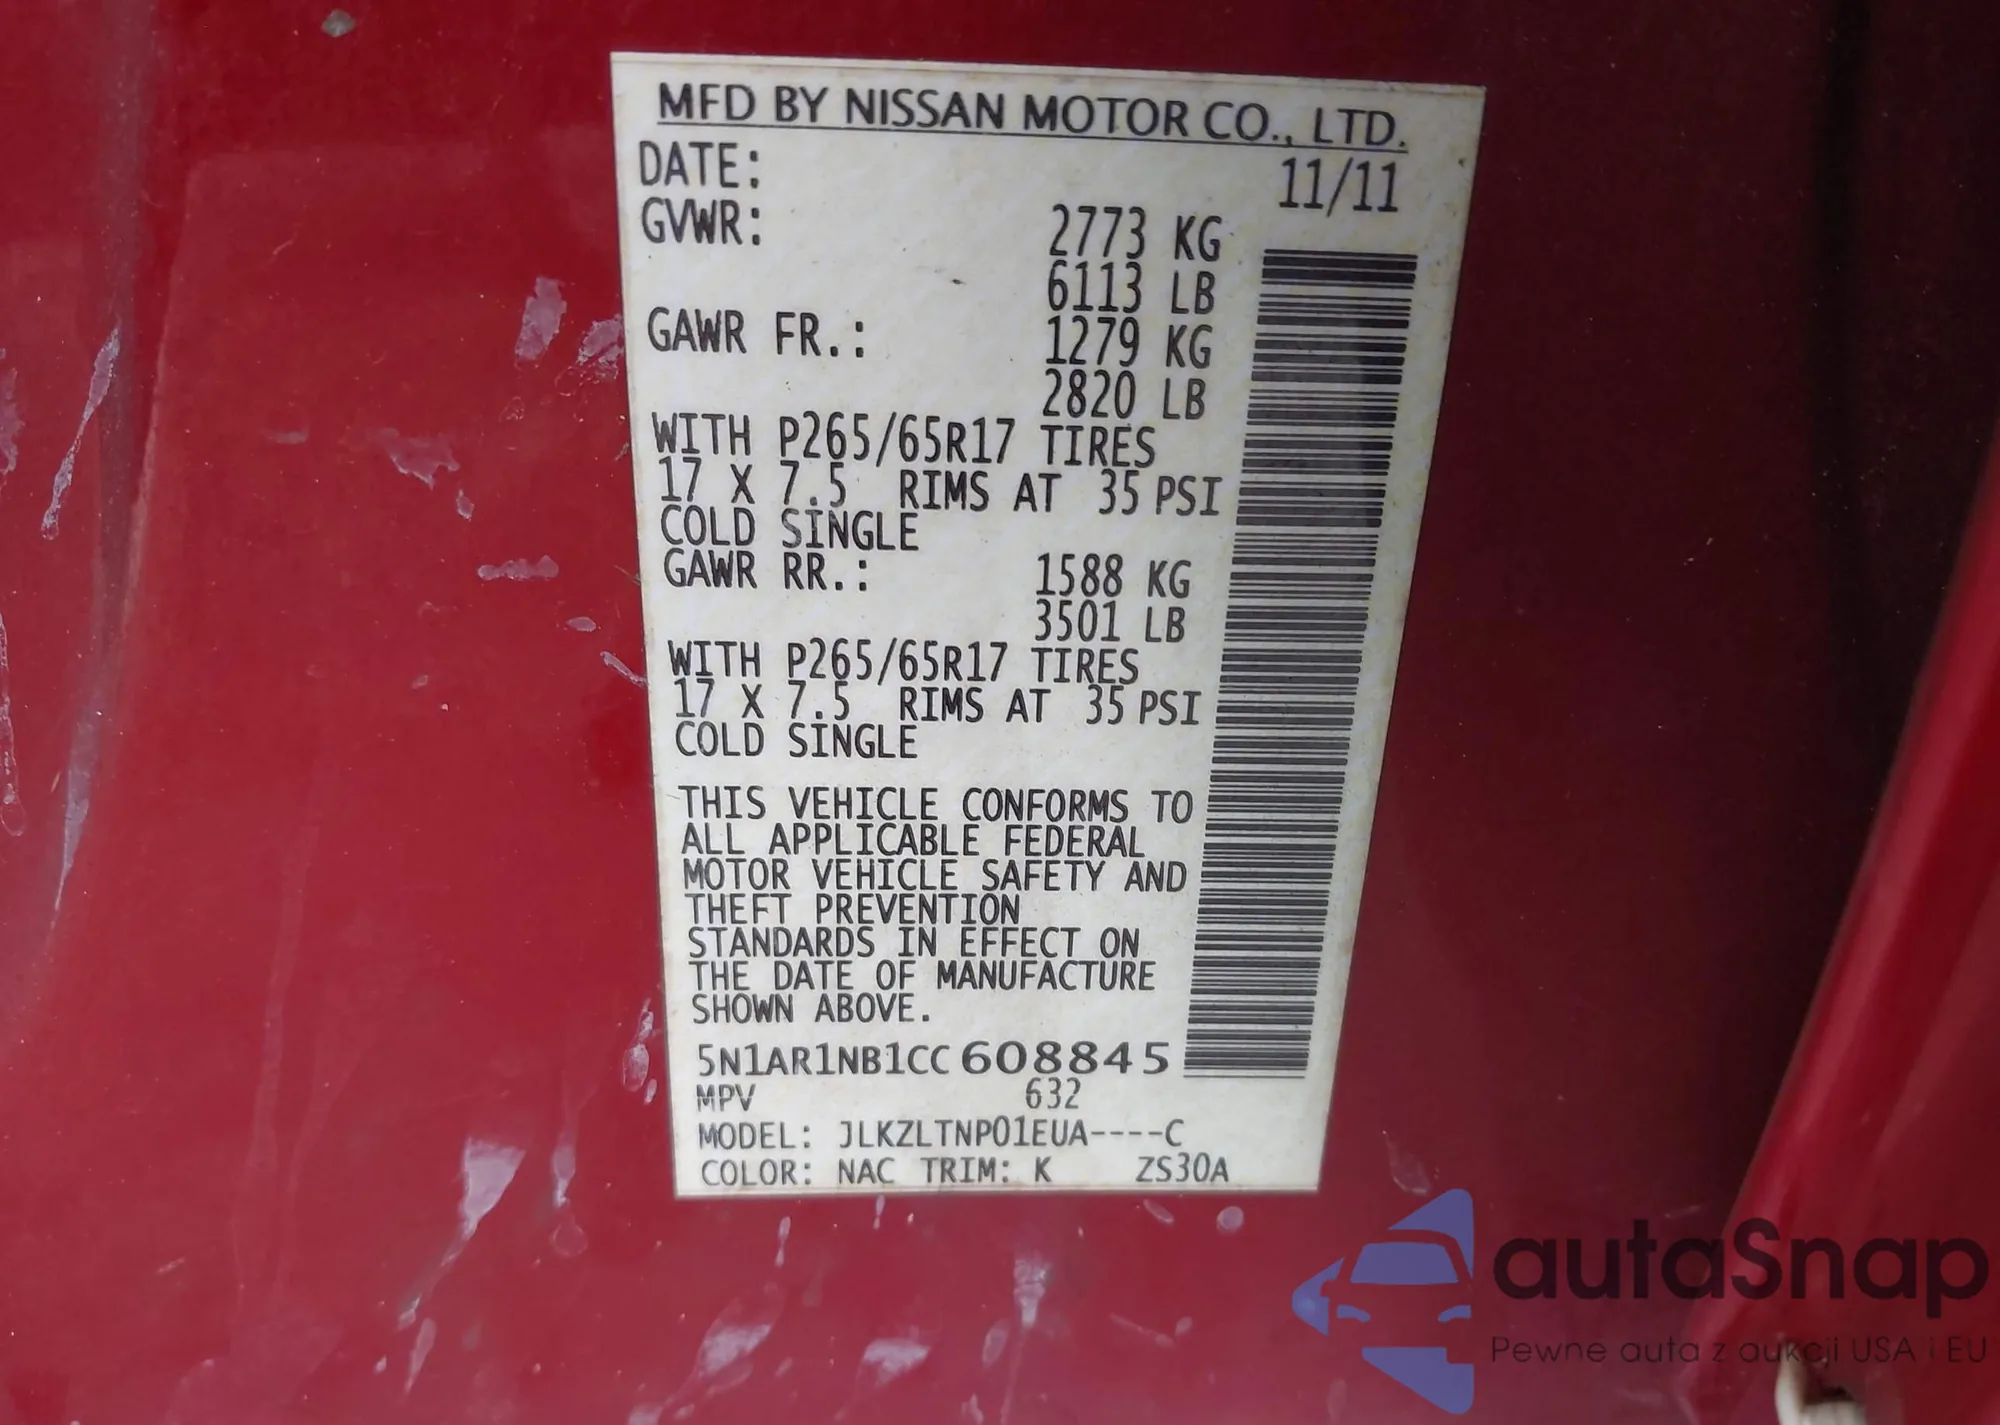 MFD BY NISSAN MOTOR CO., LTD.
DATE: 11/11
GVWR: 2773 KG
6113 LB
GAWR FR.: 1279 KG
2820 LB
WITH P265/65R17 TIRES
17 X 7.5 RIMS AT 35 PSI
COLD SINGLE
GAWR RR.: 1588 KG
3501 LB
WITH P265/65R17 TIRES
17 X 7.5 RIMS AT 35 PSI
COLD SINGLE
THIS VEHICLE CONFORMS TO
ALL APPLICABLE FEDERAL
MOTOR VEHICLE SAFETY AND
THEFT PREVENTION
STANDARDS IN EFFECT ON
THE DATE OF MANUFACTURE
SHOWN ABOVE.
5N1AR1NB1CC608845
MPV 632
MODEL: JLKZLTNP01EUA----C
COLOR: NAC TRIM: K ZS30A
autaSnap
Pewne auta z aukcji USA i EU